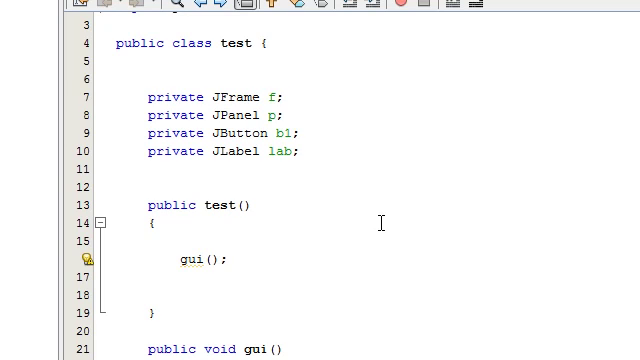 3
4 public class test {
5
6
7 private JFrame f;
8 private JPanel p;
9 private JButton b1;
10 private JLabel lab;
11
12
13 public test()
14 {
15
gui();
17
18
19 }
20
21 public void gui()